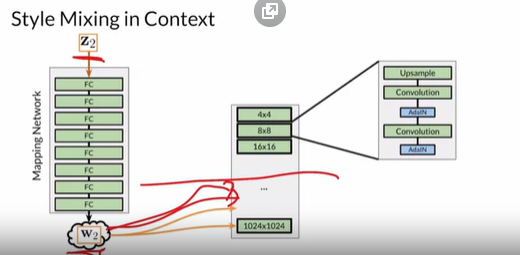 Style Mixing in Context
Z2
Mapping Network
FC
FC
FC
FC
FC
FC
FC
FC
W2
4x4
8x8
16x16
...
1024x1024
Upsample
Convolution
AdaIN
Convolution
AdaIN